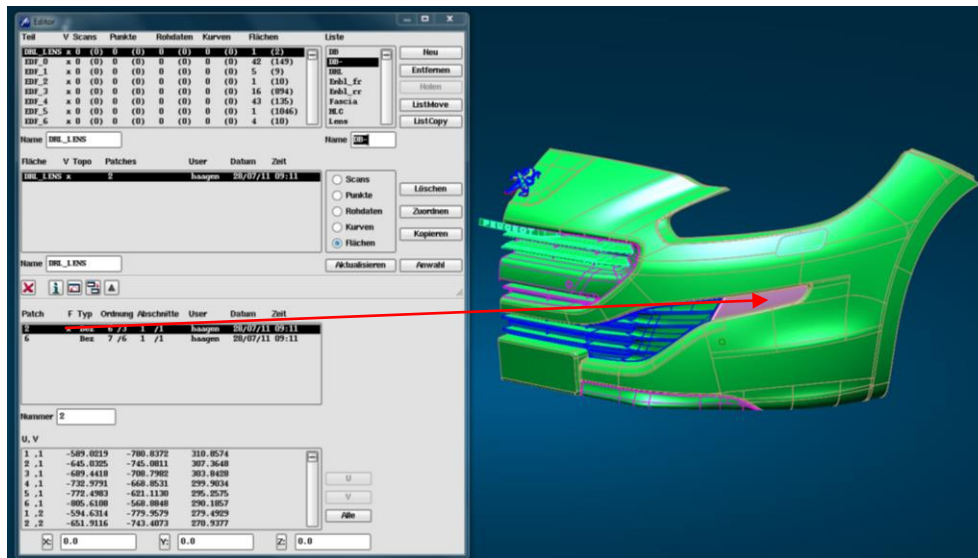 Editor
Teil V Scans Punkte Rohdaten Kurven Flächen Liste
DRL_LENS x 0 (0) 0 (0) 0 (0) 0 (0) 1 (2) DB Neu
EDF_0 x 0 (0) 0 (0) 0 (0) 0 (0) 42 (149) DB-
EDF_1 x 0 (0) 0 (0) 0 (0) 0 (0) 5 (9) DRL Entfernen
EDF_2 x 0 (0) 0 (0) 0 (0) 0 (0) 1 (10) Enbl_fr Holen
EDF_3 x 0 (0) 0 (0) 0 (0) 0 (0) 16 (894) Enbl_rr
EDF_4 x 0 (0) 0 (0) 0 (0) 0 (0) 43 (135) Fascia ListMove
EDF_5 x 0 (0) 0 (0) 0 (0) 0 (0) 1 (1046) MLC
EDF_6 x 0 (0) 0 (0) 0 (0) 0 (0) 4 (10) Lens ListCopy
Name DRL_LENS Name DB-
Fläche V Topo Patches User Datum Zeit
DRL_LENS x 2 haagen 28/07/11 09:11
Scans
Löschen
Punkte
Rohdaten Zuordnen
Kurven
Kopieren
Flächen
Name DRL_LENS Aktualisieren Anwahl
Patch F Typ Ordnung Abschnitte User Datum Zeit
2 Bez 6 /3 1 /1 haagen 28/07/11 09:11
6 Bez 7 /6 1 /1 haagen 28/07/11 09:11
Nummer 2
U, V
1 ,1 -589.0219 -780.8372 310.0574
2 ,1 -645.0325 -745.0811 307.3648
3 ,1 -689.4418 -708.7902 303.8428
4 ,1 -732.9791 -668.8531 299.9034
5 ,1 -772.4983 -621.1130 295.2575
6 ,1 -805.6108 -568.8848 290.1857
1 ,2 -594.6314 -779.9579 279.4929
2 ,2 -651.9116 -743.4073 270.9377
U
V
Alle
X: 0.0 Y: 0.0 Z: 0.0
PEUGEOT